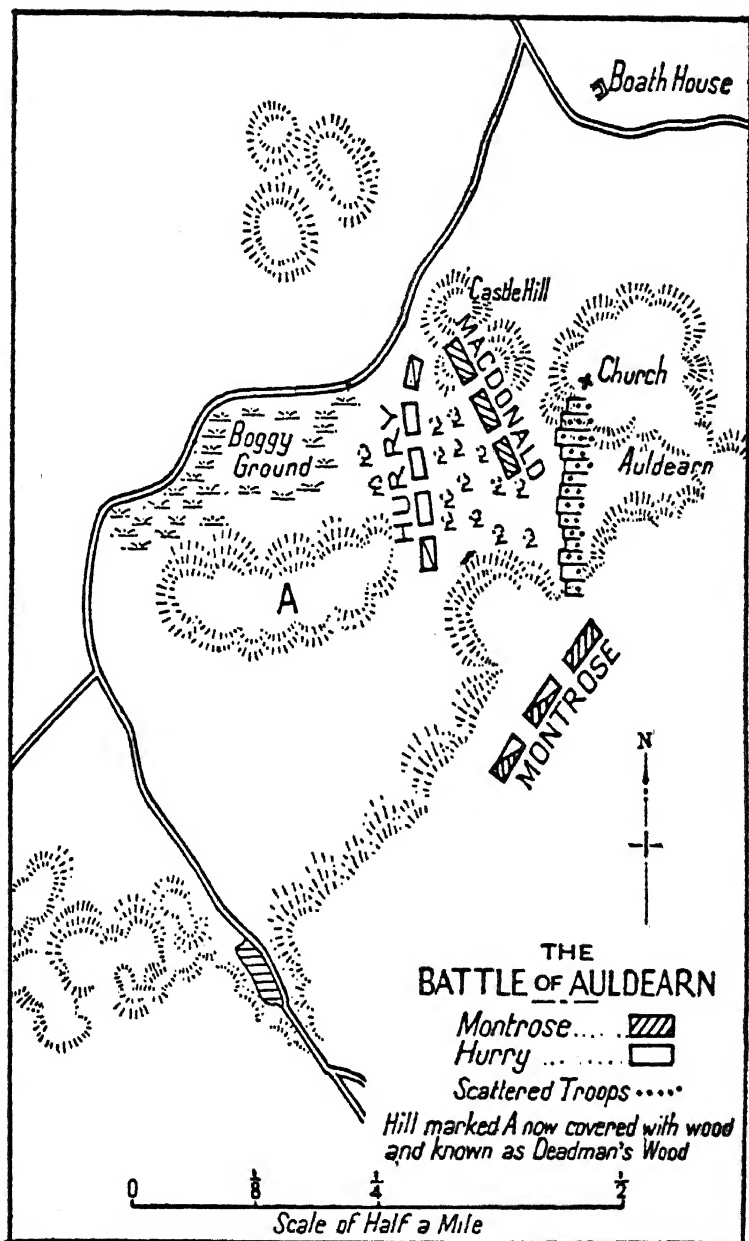 Boath House
Castle Hill
MACDONALD
Church
HURRY
Boggy
Ground
Auldearn
A
MONTROSE
N
THE
BATTLE OF AULDEARN
Montrose.... .
Hurry ... ......
Scattered Troops .....
Hill marked A now covered with wood
and known as Deadman's Wood
0 1/8 1/4 1/2
Scale of Half a Mile